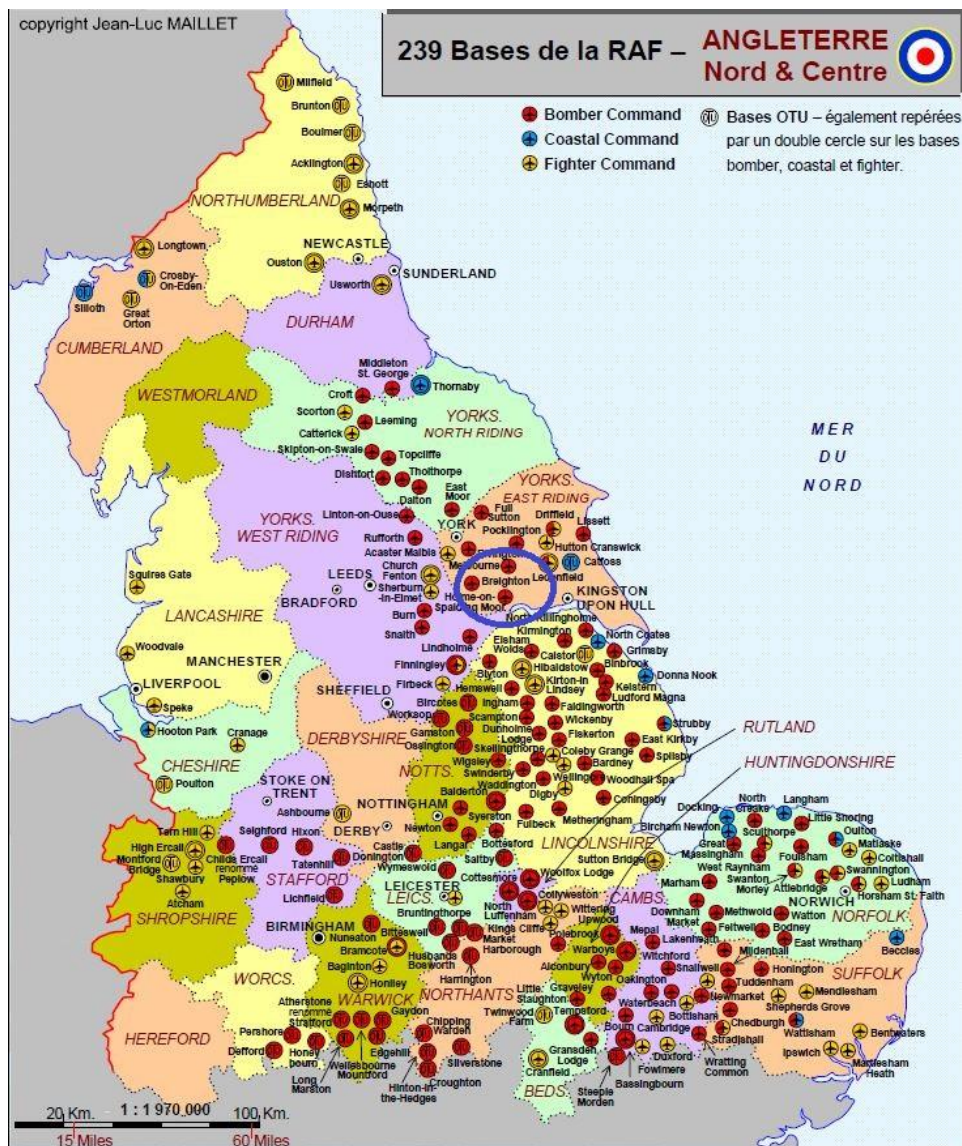 copyright Jean-Luc MAILLET
239 Bases de la RAF – ANGLETERRE
Nord & Centre
Bomber Command
Coastal Command
Fighter Command
OTU Bases OTU – également repérées
par un double cercle sur les bases
bomber, coastal et fighter.
Milfield
Brunton
Boulmer
Acklington
Eshott
NORTHUMBERLAND
Morpeth
Longtown
NEWCASTLE
Ouston
SUNDERLAND
Crosby-
On-Eden
Usworth
Silloth
Great
Orton
DURHAM
CUMBERLAND
Middleton
St. George
WESTMORLAND
Thornaby
Croft
Scorton
Leeming
YORKS.
NORTH RIDING
Catterick
Skipton-on-Swale
Topcliffe
MER
DU
NORD
Dishfort
Tholthorpe
Dalton
East
Moor
YORKS.
EAST RIDING
Full
Sutton
Driffield
Linton-on-Ouse
Lissett
YORKS.
WEST RIDING
YORK
Pocklington
Rufforth
Hutton Cranswick
Acaster Malbis
Melbourne
Catfoss
Church
Fenton
LEEDS
Breighton
Leconfield
Squires Gate
Sherburn
-in-Elmet
KINGSTON
UPON HULL
BRADFORD
Holme-on-
Spalding Moor
LANCASHIRE
Burn
North Killingholme
Snaith
Kirmington
North Coates
Woodvale
Lindholme
Elsham
Wolds
Caistor
Grimsby
MANCHESTER
Finningley
Blyton
Hibaldstow
Binbrook
Donna Nook
LIVERPOOL
Firbeck
Kirton-in
Lindsey
Kelstern
SHEFFIELD
Hemswell
Ludford Magna
Speke
Bircotes
Ingham
Faldingworth
Worksop
Scampton
Wickenby
Strubby
RUTLAND
Hooton Park
Cranage
DERBYSHIRE
Gamston
Dunholme
Lodge
Fiskerton
East Kirkby
Ossington
Skellingthorpe
Coleby Grange
Spilsby
HUNTINGDONSHIRE
CHESHIRE
NOTTS.
Wigsley
Bardney
STOKE ON
TRENT
Swinderby
Waddington
Wellingore
Woodhall Spa
Poulton
Balderton
Digby
Coningsby
Ashbourne
NOTTINGHAM
Syerston
Metheringham
Docking
North
Creake
Langham
Fulbeck
Bircham Newton
Little Snoring
Tern Hill
Seighford
Hixon
DERBY
Newton
Bottesford
Sculthorpe
Oulton
High Ercall
Castle
Donington
Langar
LINCOLNSHIRE
Great
Massingham
Matlaske
Montford
Bridge
Childs Ercall
renommé
Peplow
Tatenhill
Saltby
Sutton Bridge
Foulsham
Coltishall
Wymeswold
West Raynham
Shawbury
Cottesmore
Woolfox Lodge
Swanton
Morley
Swannington
STAFFORD
LEICESTER
Marham
Attlebridge
Ludham
Atcham
Lichfield
LEICS.
Collyweston
CAMBS.
NORWICH
Horsham St. Faith
SHROPSHIRE
Bruntingthorpe
North
Luffenham
Wittering
Downham
Market
Methwold
Watton
NORFOLK
BIRMINGHAM
Bitteswell
Kings Cliffe
Upwood
Mepal
Feltwell
Bodney
Nuneaton
Market
Harborough
Polebrook
Lakenheath
East Wretham
Bramcote
Husbands
Bosworth
Warboys
Witchford
Mildenhall
Beccles
Baginton
Harrington
Alconbury
Snailwell
Honington
SUFFOLK
WORCS.
Honiley
Wyton
Oakington
Tuddenham
NORTHANTS
Graveley
Newmarket
Mendlesham
Atherstone
renommé
Stratford
WARWICK
Gaydon
Little
Staughton
Waterbeach
Shepherds Grove
HEREFORD
Tempsford
Bottisham
Chedburgh
Pershore
Chipping
Warden
Twinwood
Farm
Stradishall
Wattisham
Bentwaters
Bourn
Cambridge
Defford
Honey
bourn
Edgehill
Silverstone
Gransden
Lodge
Duxford
Wratting
Common
Ipswich
Long
Marston
Wellesbourne
Mountford
Croughton
Cranfield
Fowlmere
Martlesham
Heath
Hinton-in
-the-Hedges
BEDS.
Bassingbourn
Steeple
Morden
20 Km. 1 : 1 970 000 100 Km.
15 Miles 60 Miles